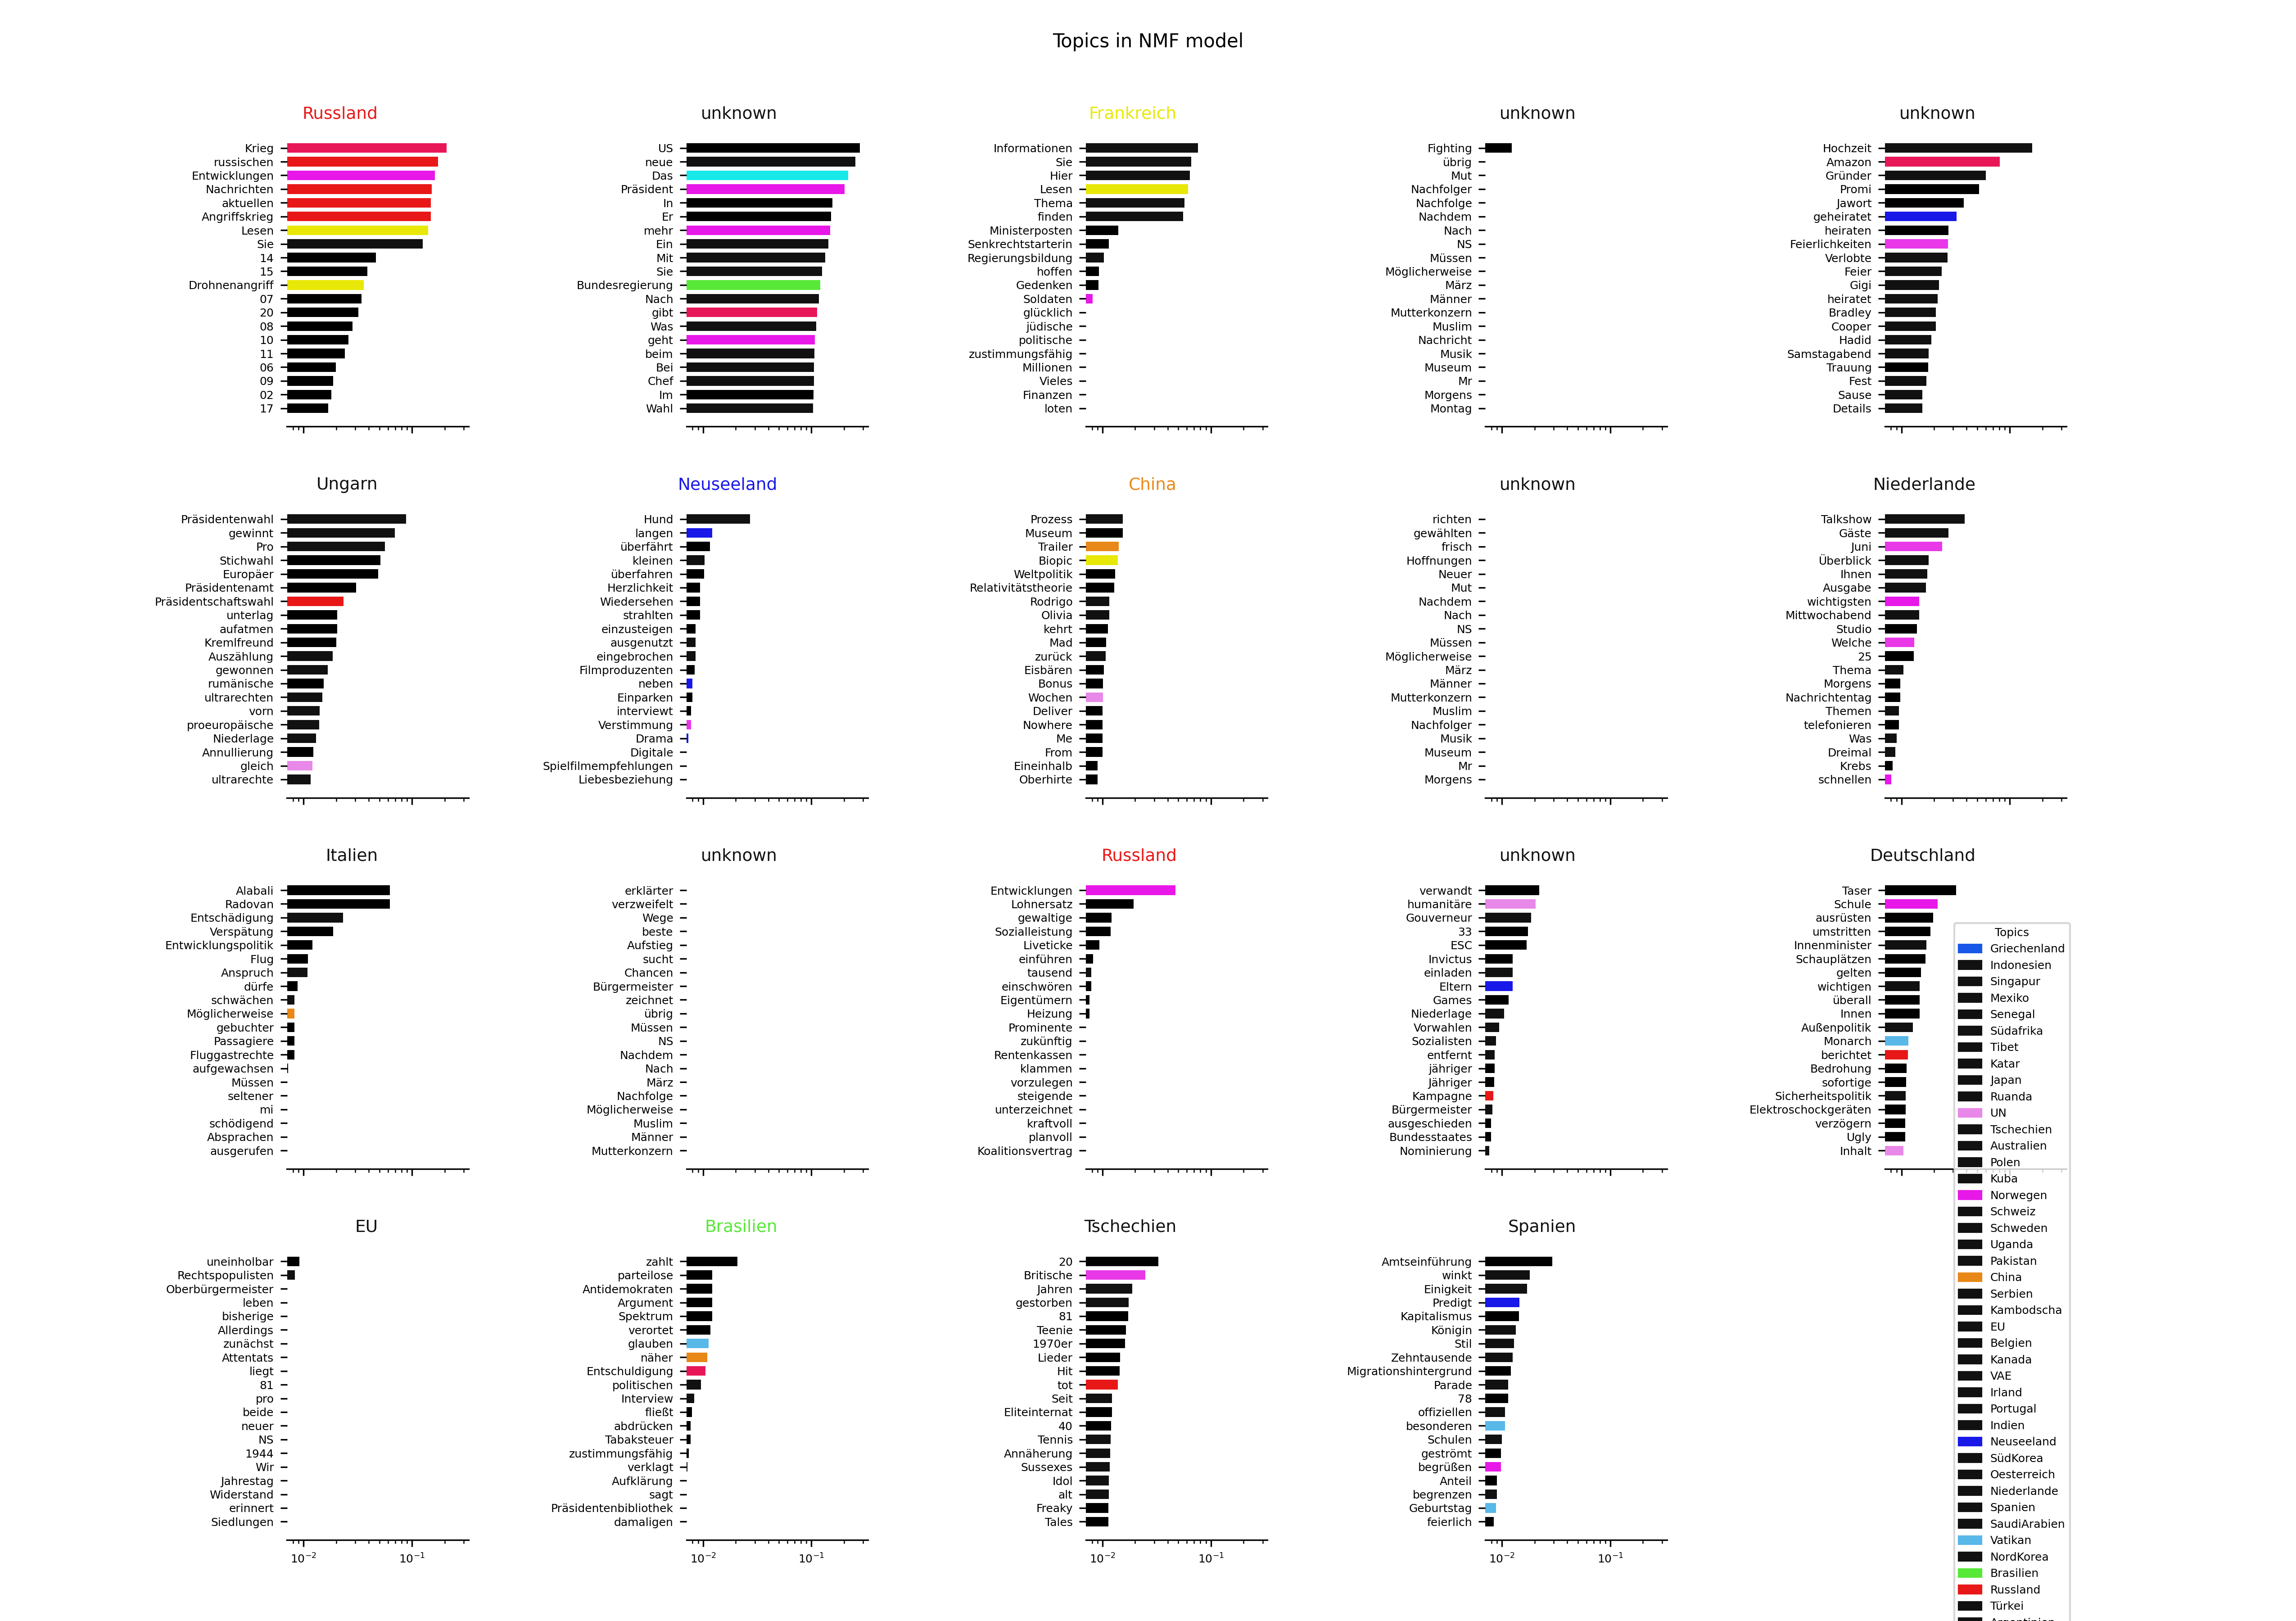 Topics in NMF model
Russland
Krieg
russischen
Entwicklungen
Nachrichten
aktuellen
Angriffskrieg
Lesen
Sie
14
15
Drohnenangriff
07
20
08
10
11
06
09
02
17
unknown
US
neue
Das
Präsident
In
Er
mehr
Ein
Mit
Sie
Bundesregierung
Nach
gibt
Was
geht
beim
Bei
Chef
Im
Wahl
Frankreich
Informationen
Sie
Hier
Lesen
Thema
finden
Ministerposten
Senkrechtstarterin
Regierungsbildung
hoffen
Gedenken
Soldaten
glücklich
jüdische
politische
zustimmungsfähig
Millionen
Vieles
Finanzen
loten
unknown
Fighting
übrig
Mut
Nachfolger
Nachfolge
Nachdem
Nach
NS
Müssen
Möglicherweise
März
Männer
Mutterkonzern
Muslim
Nachricht
Musik
Museum
Mr
Morgens
Montag
unknown
Hochzeit
Amazon
Gründer
Promi
Jawort
geheiratet
heiraten
Feierlichkeiten
Verlobte
Feier
Gigi
heiratet
Bradley
Cooper
Hadid
Samstagabend
Trauung
Fest
Sause
Details
Ungarn
Präsidentenwahl
gewinnt
Pro
Stichwahl
Europäer
Präsidentenamt
Präsidentschaftswahl
unterlag
aufatmen
Kremlfreund
Auszählung
gewonnen
rumänische
ultrarechten
vorn
proeuropäische
Niederlage
Annullierung
gleich
ultrarechte
Neuseeland
Hund
langen
überfährt
kleinen
überfahren
Herzlichkeit
Wiedersehen
strahlten
einzusteigen
ausgenutzt
eingebrochen
Filmproduzenten
neben
Einparken
interviewt
Verstimmung
Drama
Digitale
Spielfilmempfehlungen
Liebesbeziehung
China
Prozess
Museum
Trailer
Biopic
Weltpolitik
Relativitätstheorie
Rodrigo
Olivia
kehrt
Mad
zurück
Eisbären
Bonus
Wochen
Deliver
Nowhere
Me
From
Eineinhalb
Oberhirte
unknown
richten
gewählten
frisch
Hoffnungen
Neuer
Mut
Nachdem
Nach
NS
Müssen
Möglicherweise
März
Männer
Mutterkonzern
Muslim
Nachfolger
Musik
Museum
Mr
Morgens
Niederlande
Talkshow
Gäste
Juni
Überblick
Ihnen
Ausgabe
wichtigsten
Mittwochabend
Studio
Welche
25
Thema
Morgens
Nachrichtentag
Themen
telefonieren
Was
Dreimal
Krebs
schnellen
Italien
Alabali
Radovan
Entschädigung
Verspätung
Entwicklungspolitik
Flug
Anspruch
dürfe
schwächen
Möglicherweise
gebuchter
Passagiere
Fluggastrechte
aufgewachsen
Müssen
seltener
mi
schödigend
Absprachen
ausgerufen
unknown
erklärter
verzweifelt
Wege
beste
Aufstieg
sucht
Chancen
Bürgermeister
zeichnet
übrig
Müssen
NS
Nachdem
Nach
März
Nachfolge
Möglicherweise
Muslim
Männer
Mutterkonzern
Russland
Entwicklungen
Lohnersatz
gewaltige
Sozialleistung
Liveticke
einführen
tausend
einschwören
Eigentümern
Heizung
Prominente
zukünftig
Rentenkassen
klammen
vorzulegen
steigende
unterzeichnet
kraftvoll
planvoll
Koalitionsvertrag
unknown
verwandt
humanitäre
Gouverneur
33
ESC
Invictus
einladen
Eltern
Games
Niederlage
Vorwahlen
Sozialisten
entfernt
jähriger
Jähriger
Kampagne
Bürgermeister
ausgeschieden
Bundesstaates
Nominierung
Deutschland
Taser
Schule
ausrüsten
umstritten
Innenminister
Schauplätzen
gelten
wichtigen
überall
Innen
Außenpolitik
Monarch
berichtet
Bedrohung
sofortige
Sicherheitspolitik
Elektroschockgeräten
verzögern
Ugly
Inhalt
EU
uneinholbar
Rechtspopulisten
Oberbürgermeister
leben
bisherige
Allerdings
zunächst
Attentats
liegt
81
pro
beide
neuer
NS
1944
Wir
Jahrestag
Widerstand
erinnert
Siedlungen
10⁻² 10⁻¹
Brasilien
zahlt
parteilose
Antidemokraten
Argument
Spektrum
verortet
glauben
näher
Entschuldigung
politischen
Interview
fließt
abdrücken
Tabaksteuer
zustimmungsfähig
verklagt
Aufklärung
sagt
Präsidentenbibliothek
damaligen
10⁻² 10⁻¹
Tschechien
20
Britische
Jahren
gestorben
81
Teenie
1970er
Lieder
Hit
tot
Seit
Eliteinternat
40
Tennis
Annäherung
Sussexes
Idol
alt
Freaky
Tales
10⁻² 10⁻¹
Spanien
Amtseinführung
winkt
Einigkeit
Predigt
Kapitalismus
Königin
Stil
Zehntausende
Migrationshintergrund
Parade
78
offiziellen
besonderen
Schulen
geströmt
begrüßen
Anteil
begrenzen
Geburtstag
feierlich
10⁻² 10⁻¹
Topics
Griechenland
Indonesien
Singapur
Mexiko
Senegal
Südafrika
Tibet
Katar
Japan
Ruanda
UN
Tschechien
Australien
Polen
Kuba
Norwegen
Schweiz
Schweden
Uganda
Pakistan
China
Serbien
Kambodscha
EU
Belgien
Kanada
VAE
Irland
Portugal
Indien
Neuseeland
SüdKorea
Oesterreich
Niederlande
Spanien
SaudiArabien
Vatikan
NordKorea
Brasilien
Russland
Türkei